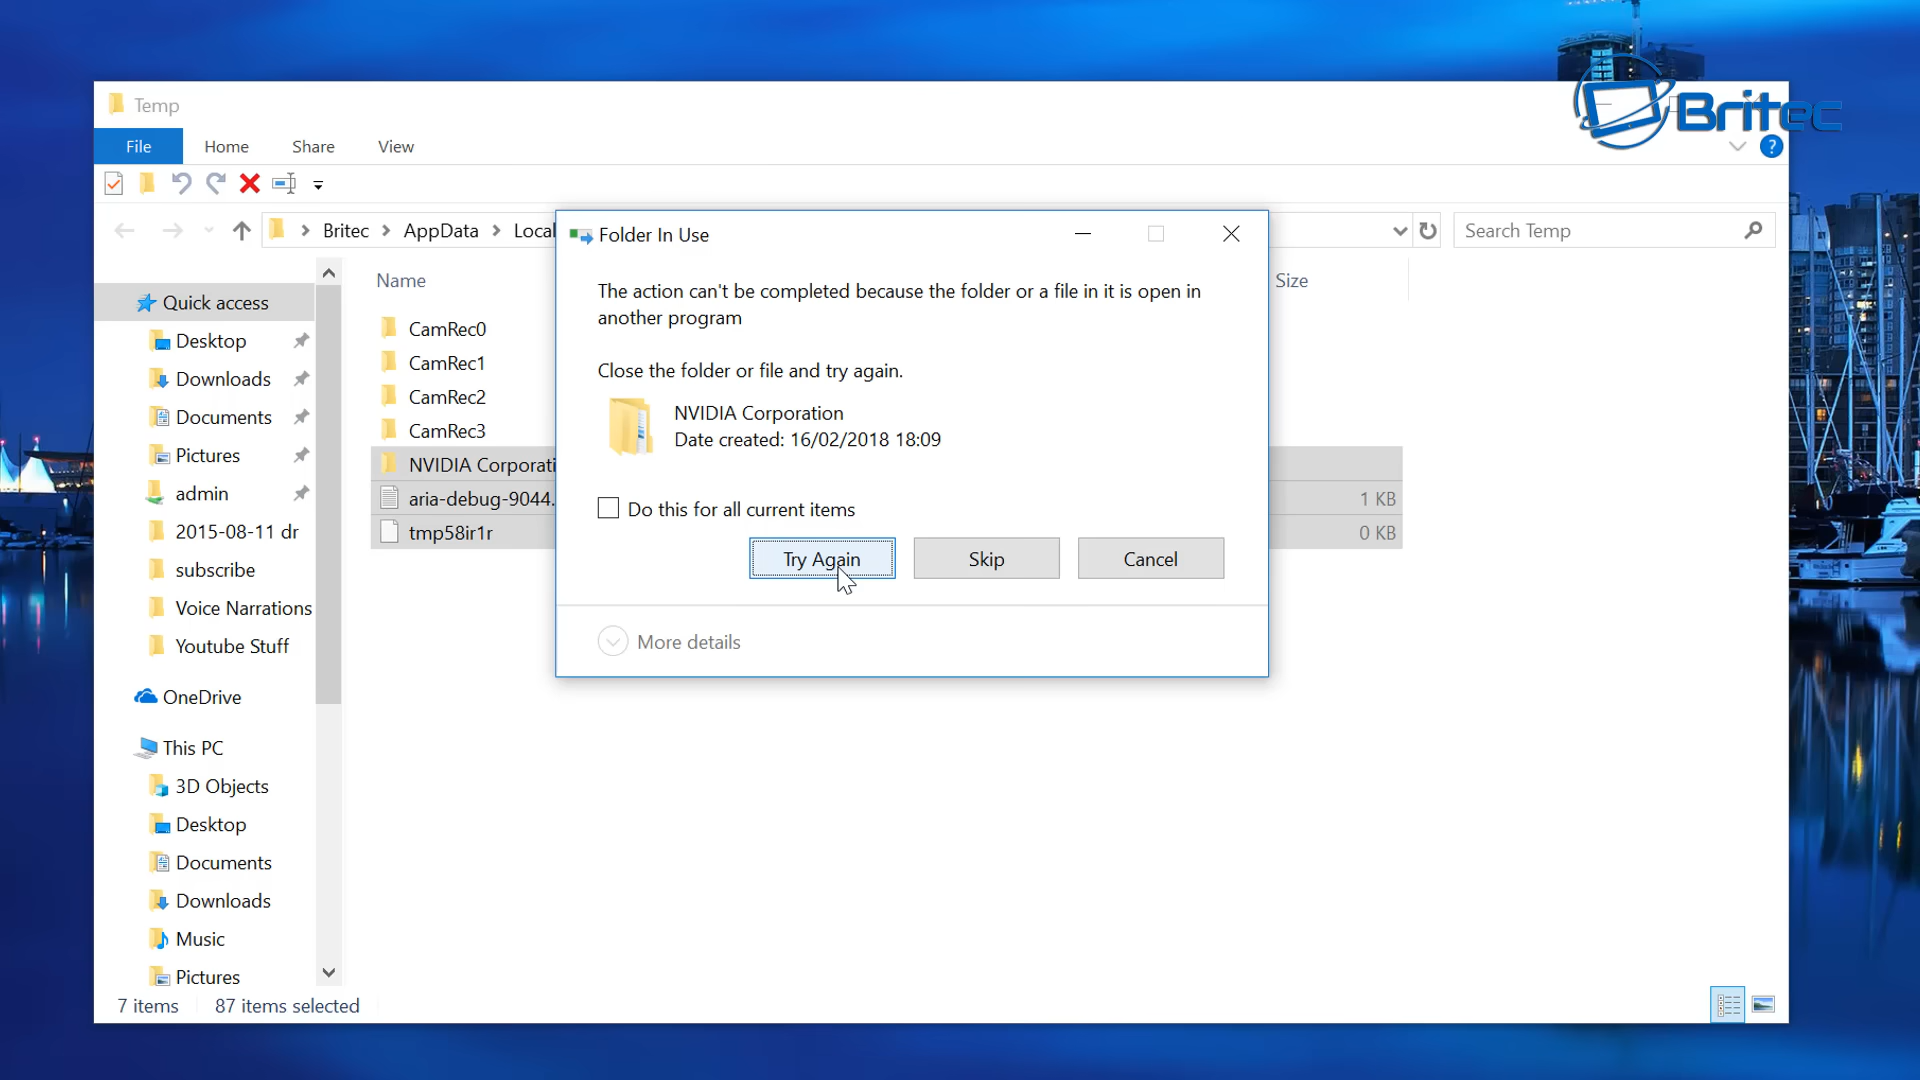 Temp
Britec
File
Home
Share
View
Britec
AppData
Local
Search Temp
Name
Size
Quick access
Desktop
Downloads
Documents
Pictures
admin
2015-08-11 dr
subscribe
Voice Narrations
Youtube Stuff
OneDrive
This PC
3D Objects
Desktop
Documents
Downloads
Music
Pictures
CamRec0
CamRec1
CamRec2
CamRec3
NVIDIA Corporati
aria-debug-9044.
1 KB
tmp58ir1r
0 KB
Folder In Use
The action can't be completed because the folder or a file in it is open in
another program
Close the folder or file and try again.
NVIDIA Corporation
Date created: 16/02/2018 18:09
Do this for all current items
Try Again
Skip
Cancel
More details
7 items
87 items selected